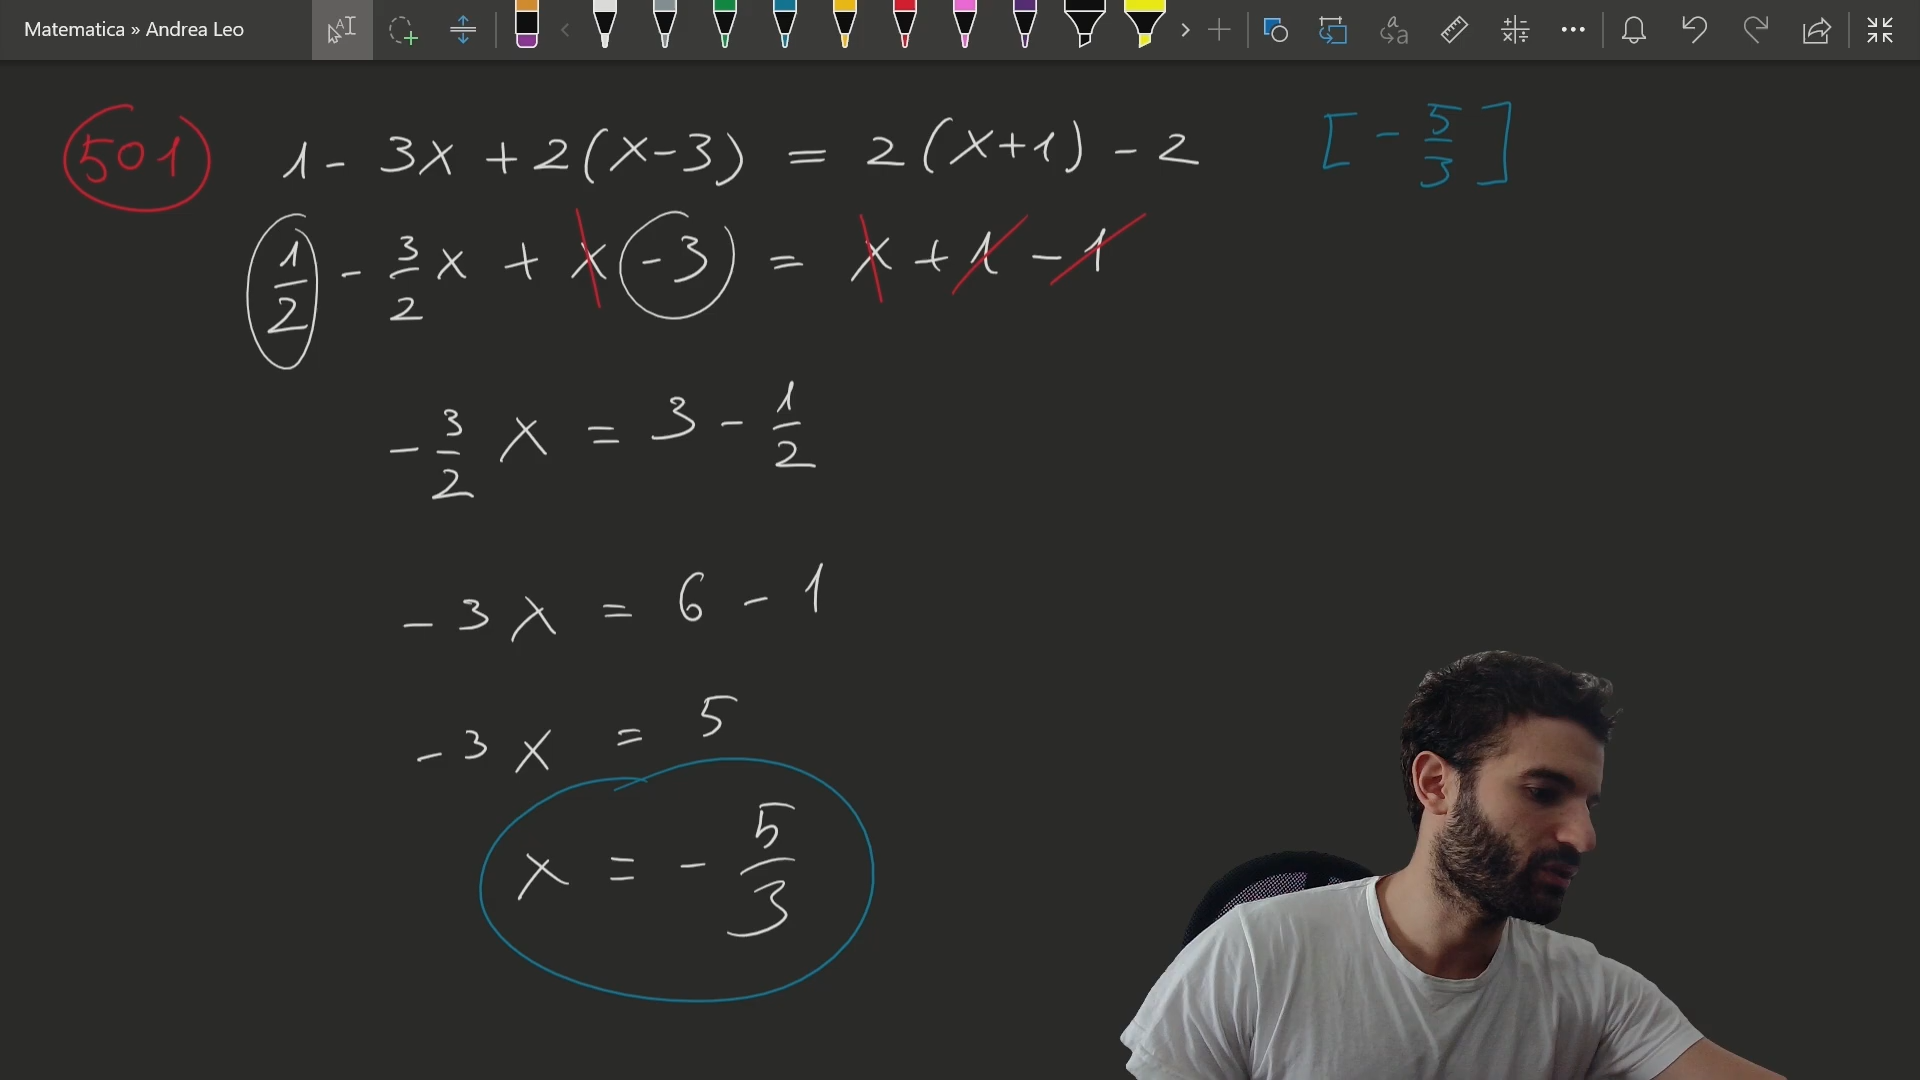 Matematica » Andrea Leo
501 1 - 3x + 2(x-3) = 2(x+1) - 2 [-5/3]
1/2 - 3/2 x + x - 3 = x + 1 - 1
-3/2 x = 3 - 1/2
-3x = 6 - 1
-3x = 5
x = -5/3